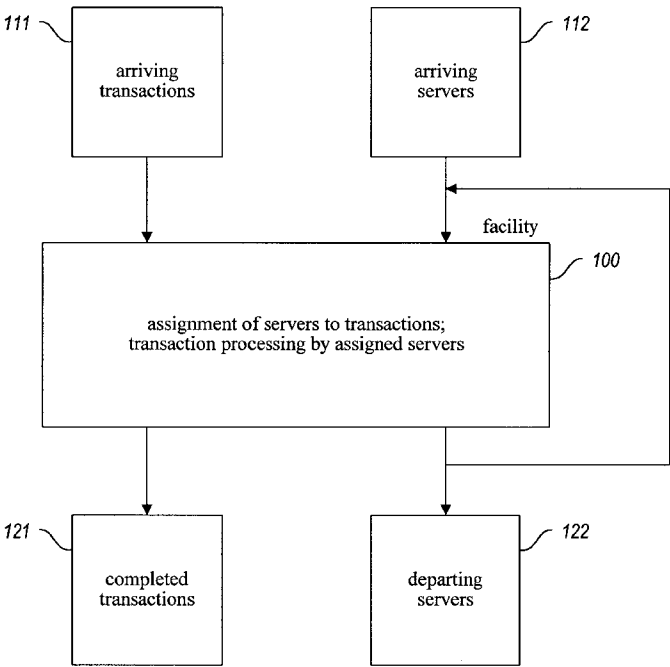 111
arriving
transactions
112
arriving
servers
facility
100
assignment of servers to transactions;
transaction processing by assigned servers
121
completed
transactions
122
departing
servers